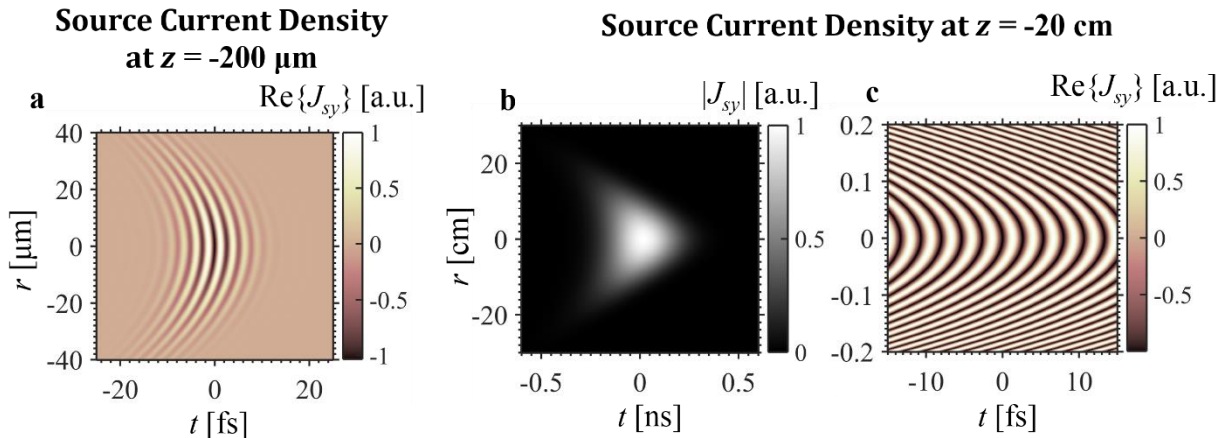 Source Current Density
at z = -200 μm
Source Current Density at z = -20 cm
a
Re{Jsy} [a.u.]
40
20
0
-20
-40
r [μm]
-20 0 20
t [fs]
1
0.5
0
-0.5
-1
b
|Jsy| [a.u.]
20
0
-20
r [cm]
-0.5 0 0.5
t [ns]
1
0.5
0
c
Re{Jsy} [a.u.]
0.2
0.1
0
-0.1
-0.2
-10 0 10
t [fs]
1
0.5
0
-0.5